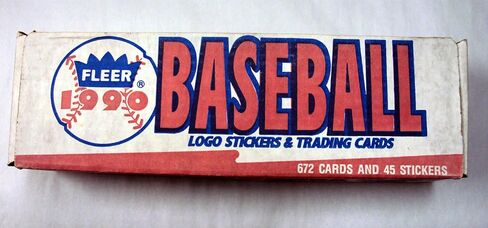 FLEER®
1990
BASEBALL
LOGO STICKERS & TRADING CARDS
672 CARDS AND 45 STICKERS